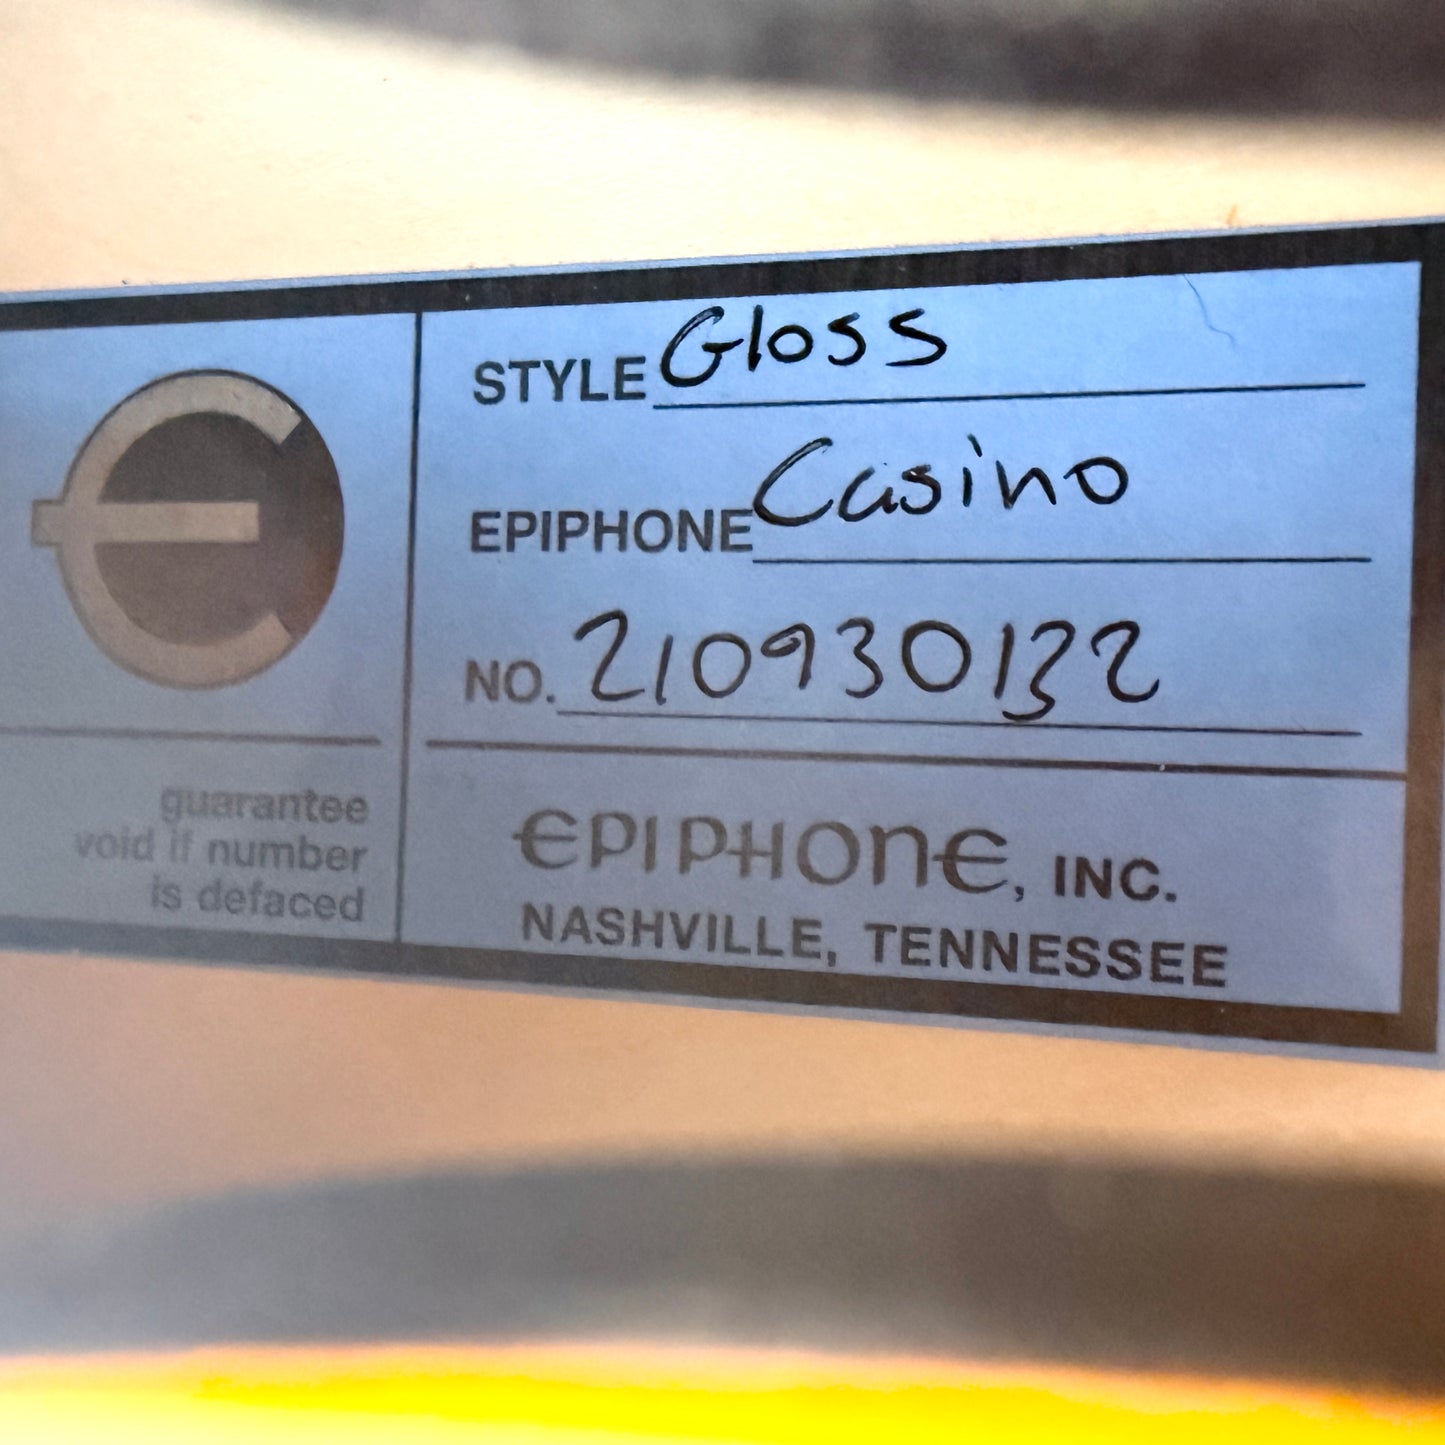 STYLE Gloss
EPIPHONE Casino
NO. 210930132
guarantee
void if number
is defaced
EPIPHONE, INC.
NASHVILLE, TENNESSEE